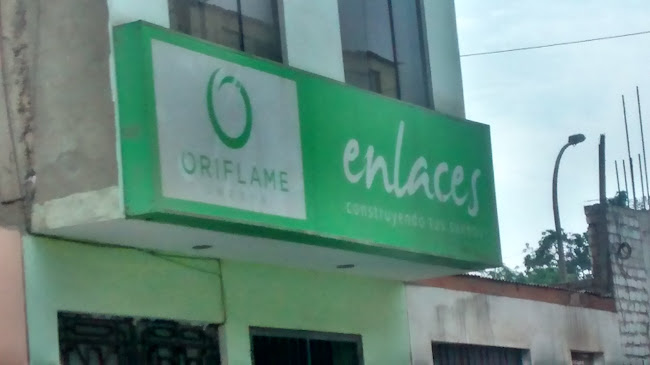 ORIFLAME
enlaces
construyendo tus sueños